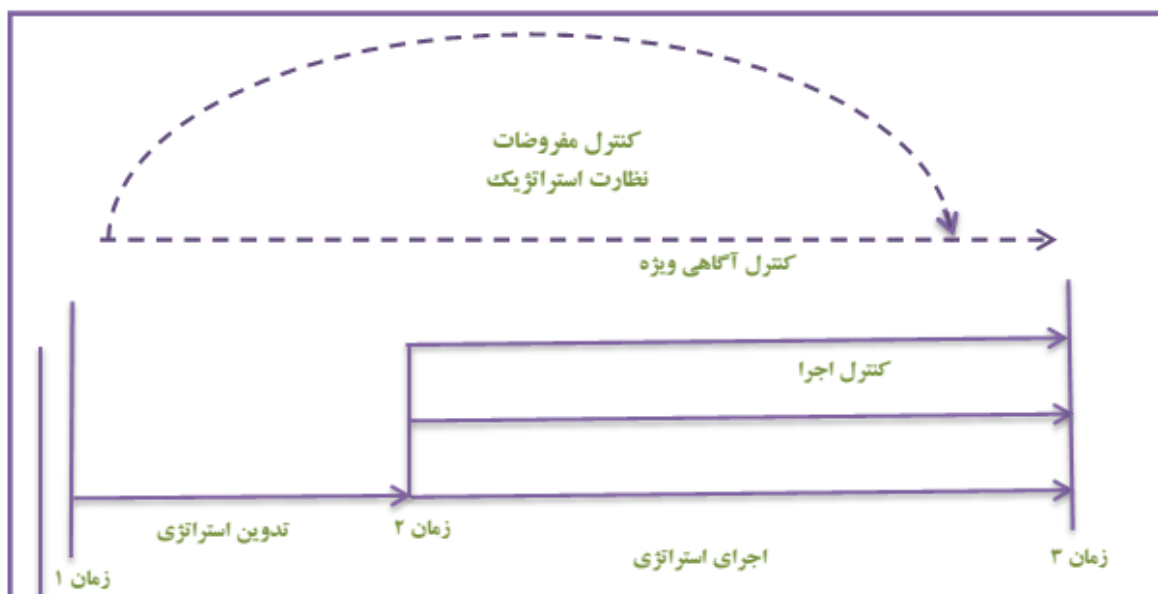 کنترل مفروضات
نظارت استراتژیک
کنترل آگاهی ویژه
کنترل اجرا
تدوین استراتژی
زمان ۲
اجرای استراتژی
زمان ۳
زمان ۱